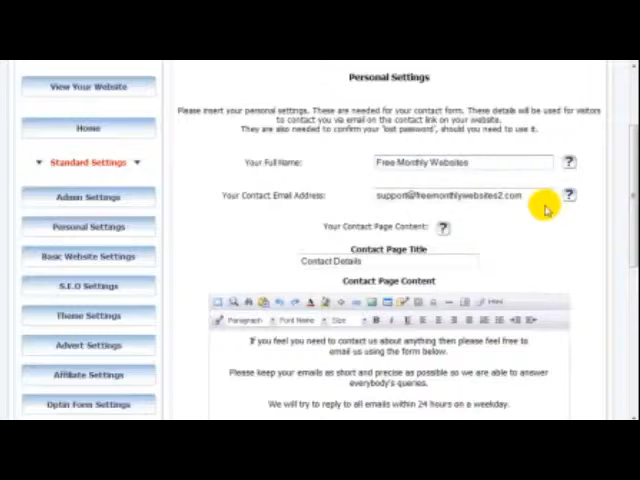 View Your Website
Home
Standard Settings
Admin Settings
Personal Settings
Basic Website Settings
S.E.O Settings
Theme Settings
Advert Settings
Affiliate Settings
Optin Form Settings
Personal Settings
Please insert your personal settings. These are needed for your contact form. These details will be used for visitors
to contact you via email on the contact link on your website.
They are also needed to confirm your 'lost password', should you need to use it.
Your Full Name: Free Monthly Websites ?
Your Contact Email Address: support@freemonthlywebsites2.com ?
Your Contact Page Content: ?
Contact Page Title
Contact Details
Contact Page Content
Html
Paragraph Font Name Size B I U
If you feel you need to contact us about anything then please feel free to
email us using the form below.
Please keep your emails as short and precise as possible so we are able to answer
everybody's queries.
We will try to reply to all emails within 24 hours on a weekday.